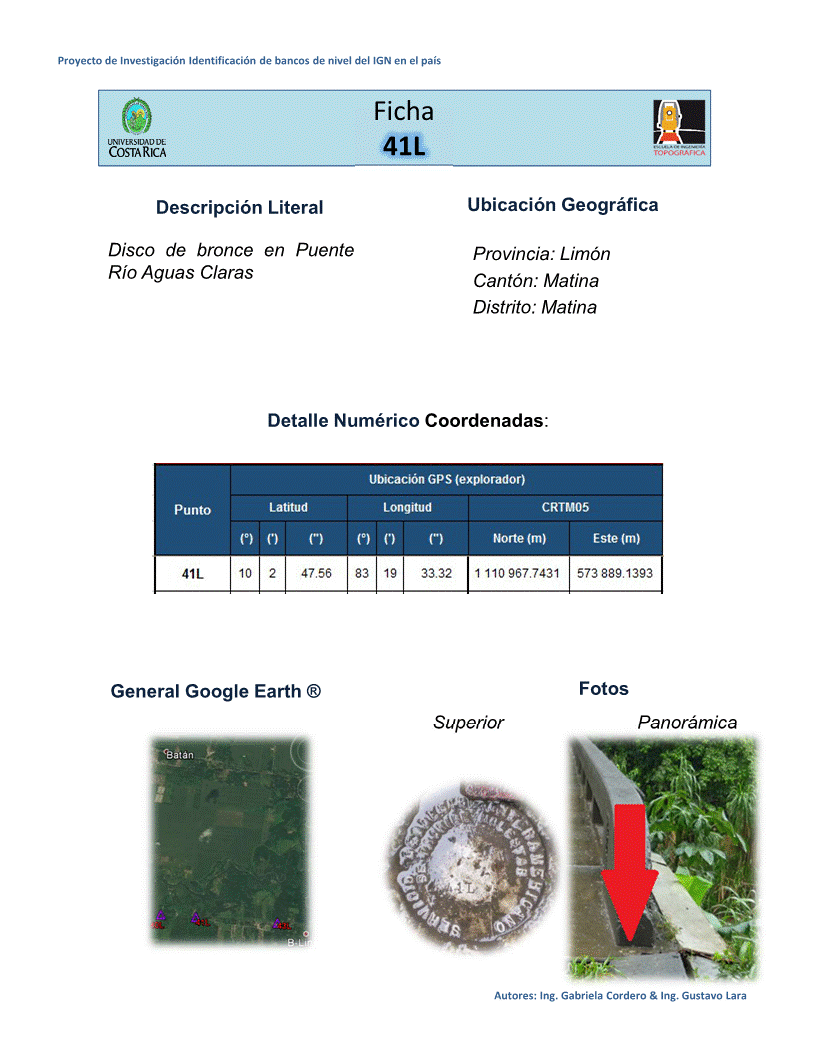 Proyecto de Investigación Identificación de bancos de nivel del IGN en el país
UNIVERSIDAD DE
COSTA RICA
Ficha
41L
ESCUELA DE INGENIERÍA
TOPOGRÁFICA
Descripción Literal
Disco de bronce en Puente
Río Aguas Claras
Ubicación Geográfica
Provincia: Limón
Cantón: Matina
Distrito: Matina
Detalle Numérico Coordenadas:
Punto
Ubicación GPS (explorador)
Latitud Longitud CRTM05
(°) (') (") (°) (') (") Norte (m) Este (m)
41L 10 2 47.56 83 19 33.32 1 110 967.7431 573 889.1393
General Google Earth ®
Fotos
Superior Panorámica
Batán
41L
B-Lin
SERVICIO
AMERICANO
1L
Autores: Ing. Gabriela Cordero & Ing. Gustavo Lara